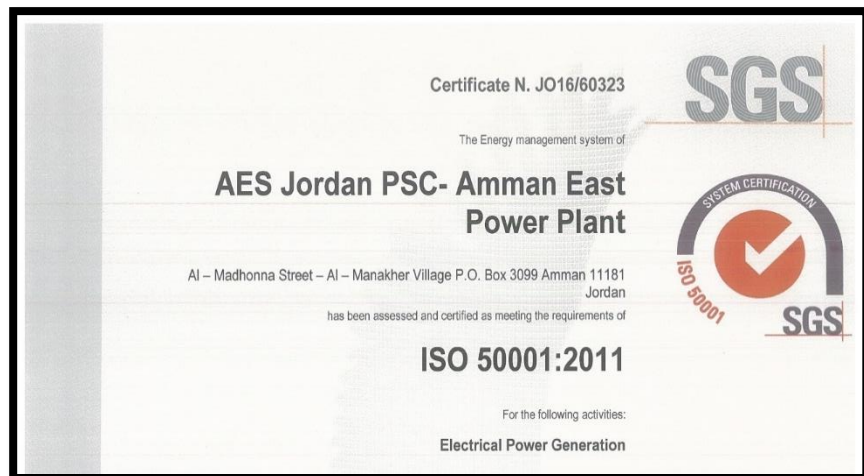 Certificate N. JO16/60323
SGS
The Energy management system of
AES Jordan PSC- Amman East
Power Plant
Al – Madhonna Street – Al – Manakher Village P.O. Box 3099 Amman 11181
Jordan
has been assessed and certified as meeting the requirements of
ISO 50001:2011
For the following activities:
Electrical Power Generation
SYSTEM CERTIFICATION
ISO 50001
SGS